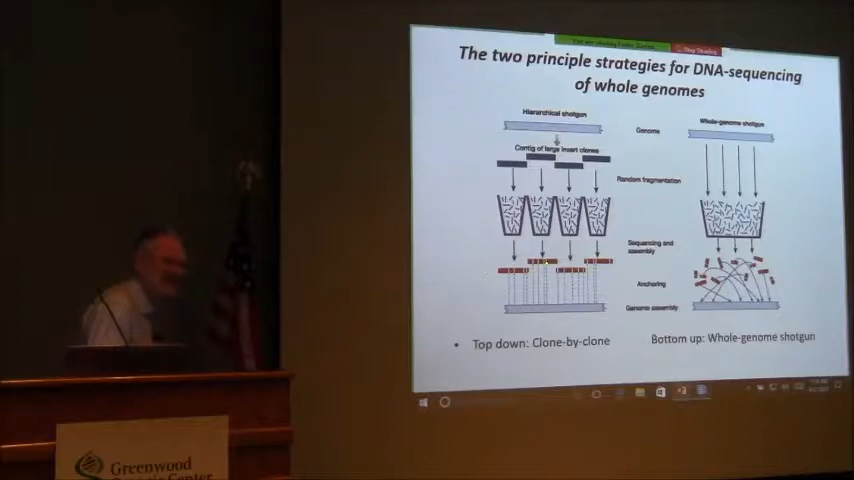 The two principle strategies for DNA-sequencing
of whole genomes
Hierarchical shotgun
Whole-genome shotgun
Genome
Contig of large insert clones
Random fragmentation
Sequencing and
assembly
Anchoring
Genome assembly
• Top down: Clone-by-clone
Bottom up: Whole-genome shotgun
Greenwood
Center